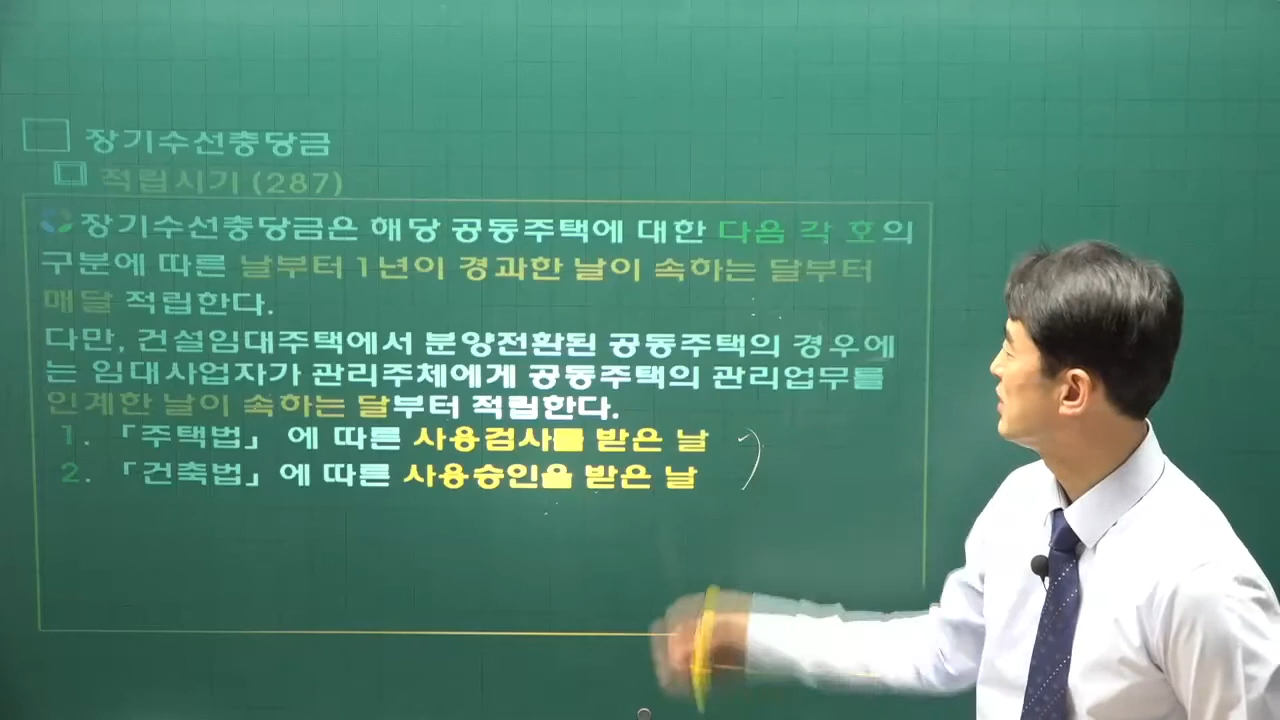 장기수선충당금
적립시기 (287)
장기수선충당금은 해당 공동주택에 대한 다음 각 호의
구분에 따른 날부터 1년이 경과한 날이 속하는 달부터
매달 적립한다.
다만, 건설임대주택에서 분양전환된 공동주택의 경우에
는 임대사업자가 관리주체에게 공동주택의 관리업무를
인계한 날이 속하는 달부터 적립한다.
1. 「주택법」 에 따른 사용검사를 받은 날
2. 「건축법」에 따른 사용승인을 받은 날